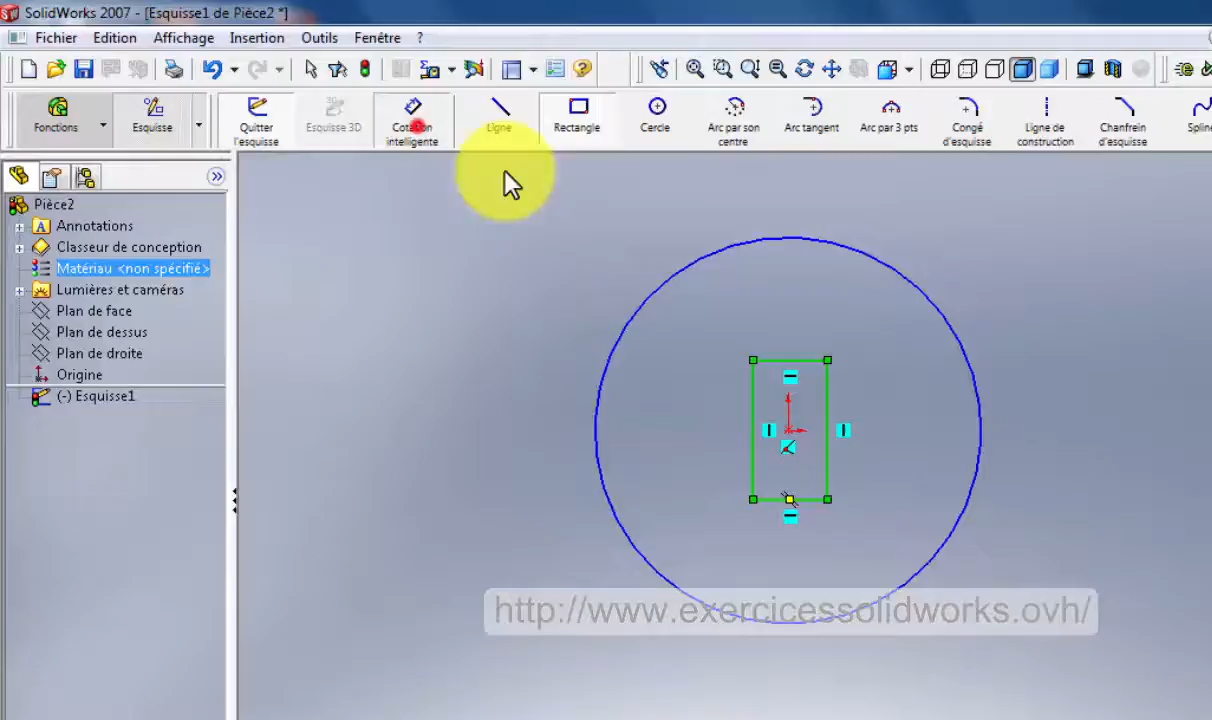 SolidWorks 2007 - [Esquisse1 de Pièce2 *]
Fichier Edition Affichage Insertion Outils Fenêtre ?
Fonctions Esquisse Quitter l'esquisse Esquisse 3D Cotation intelligente Ligne Rectangle Cercle Arc par son centre Arc tangent Arc par 3 pts Congé d'esquisse Ligne de construction Chanfrein d'esquisse Spline
Pièce2
Annotations
Classeur de conception
Matériau <non spécifié>
Lumières et caméras
Plan de face
Plan de dessus
Plan de droite
Origine
(-) Esquisse1
http://www.exercicessolidworks.ovh/